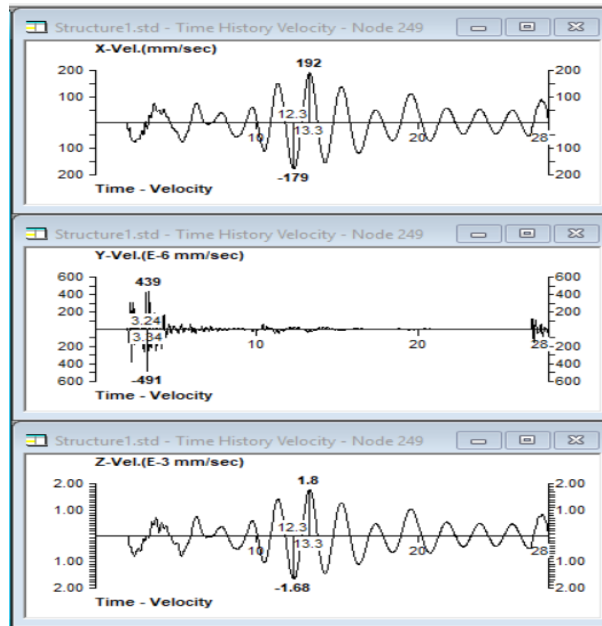 Structure1.std - Time History Velocity - Node 249
X-Vel.(mm/sec)
192
200 200
100 100
12.3
13.3
10 20 28
100 100
200 200
-179
Time - Velocity
Structure1.std - Time History Velocity - Node 249
Y-Vel.(E-6 mm/sec)
600 439 600
400 400
200 3.24 200
10 20 28
200 3.34 200
400 400
600 -491 600
Time - Velocity
Structure1.std - Time History Velocity - Node 249
Z-Vel.(E-3 mm/sec)
2.00 1.8 2.00
1.00 1.00
12.3
13.3
10 20 28
1.00 1.00
2.00 -1.68 2.00
Time - Velocity